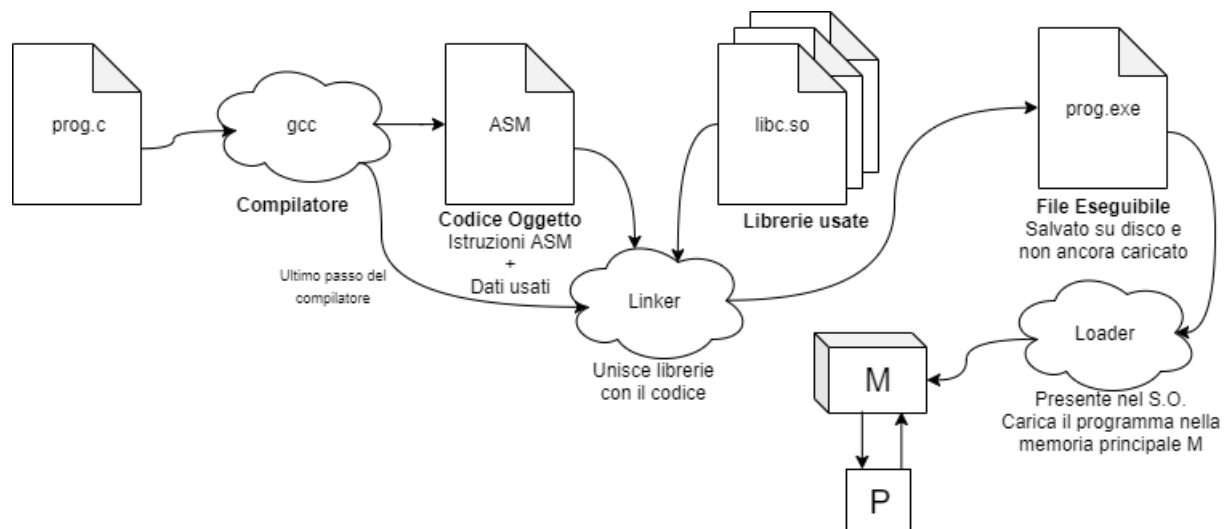 prog.c
gcc
Compilatore
ASM
Codice Oggetto
Istruzioni ASM
+
Dati usati
Ultimo passo del
compilatore
libc.so
Librerie usate
Linker
Unisce librerie
con il codice
prog.exe
File Eseguibile
Salvato su disco e
non ancora caricato
Loader
Presente nel S.O.
Carica il programma nella
memoria principale M
M
P